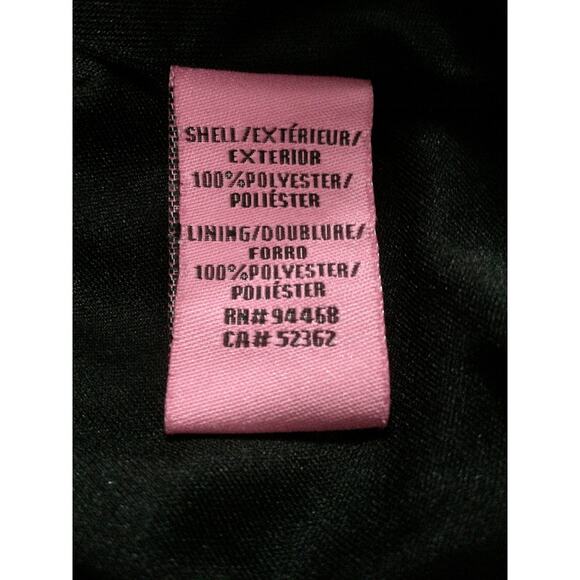 SHELL/EXTÉRIEUR/
EXTERIOR
100%POLYESTER/
POLIÉSTER
LINING/DOUBLURE/
FORRO
100%POLYESTER/
POLIÉSTER
RN# 94468
CA# 52362